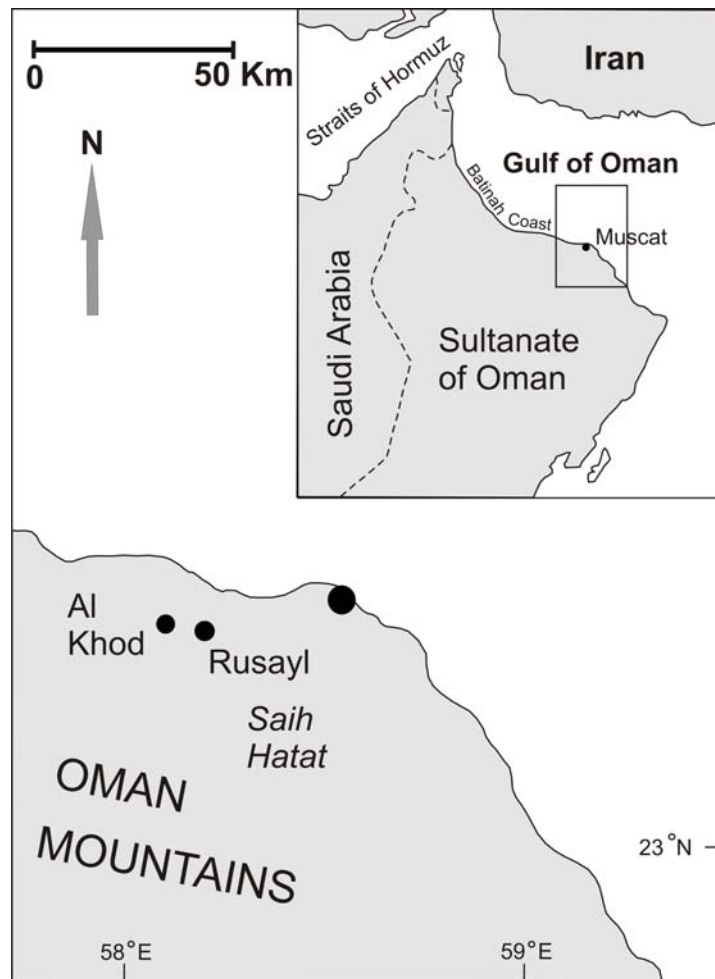 0 50 Km
N
Straits of Hormuz
Iran
Gulf of Oman
Batinah Coast
Muscat
Saudi Arabia
Sultanate
of Oman
Al
Khod
Rusayl
Saih
Hatat
OMAN
MOUNTAINS
23°N
58°E 59°E